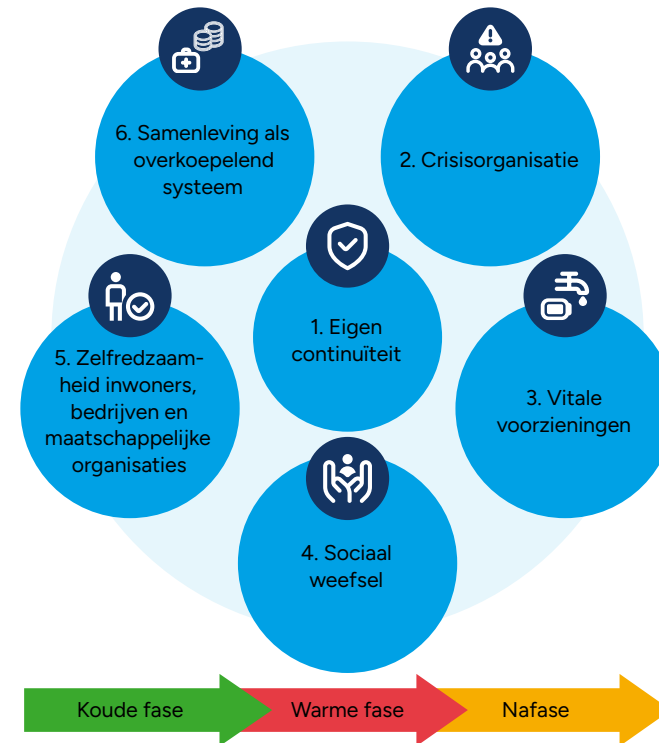 6. Samenleving als
overkoepelend
systeem
2. Crisisorganisatie
1. Eigen
continuïteit
5. Zelfredzaam-
heid inwoners,
bedrijven en
maatschappelijke
organisaties
3. Vitale
voorzieningen
4. Sociaal
weefsel
Koude fase
Warme fase
Nafase